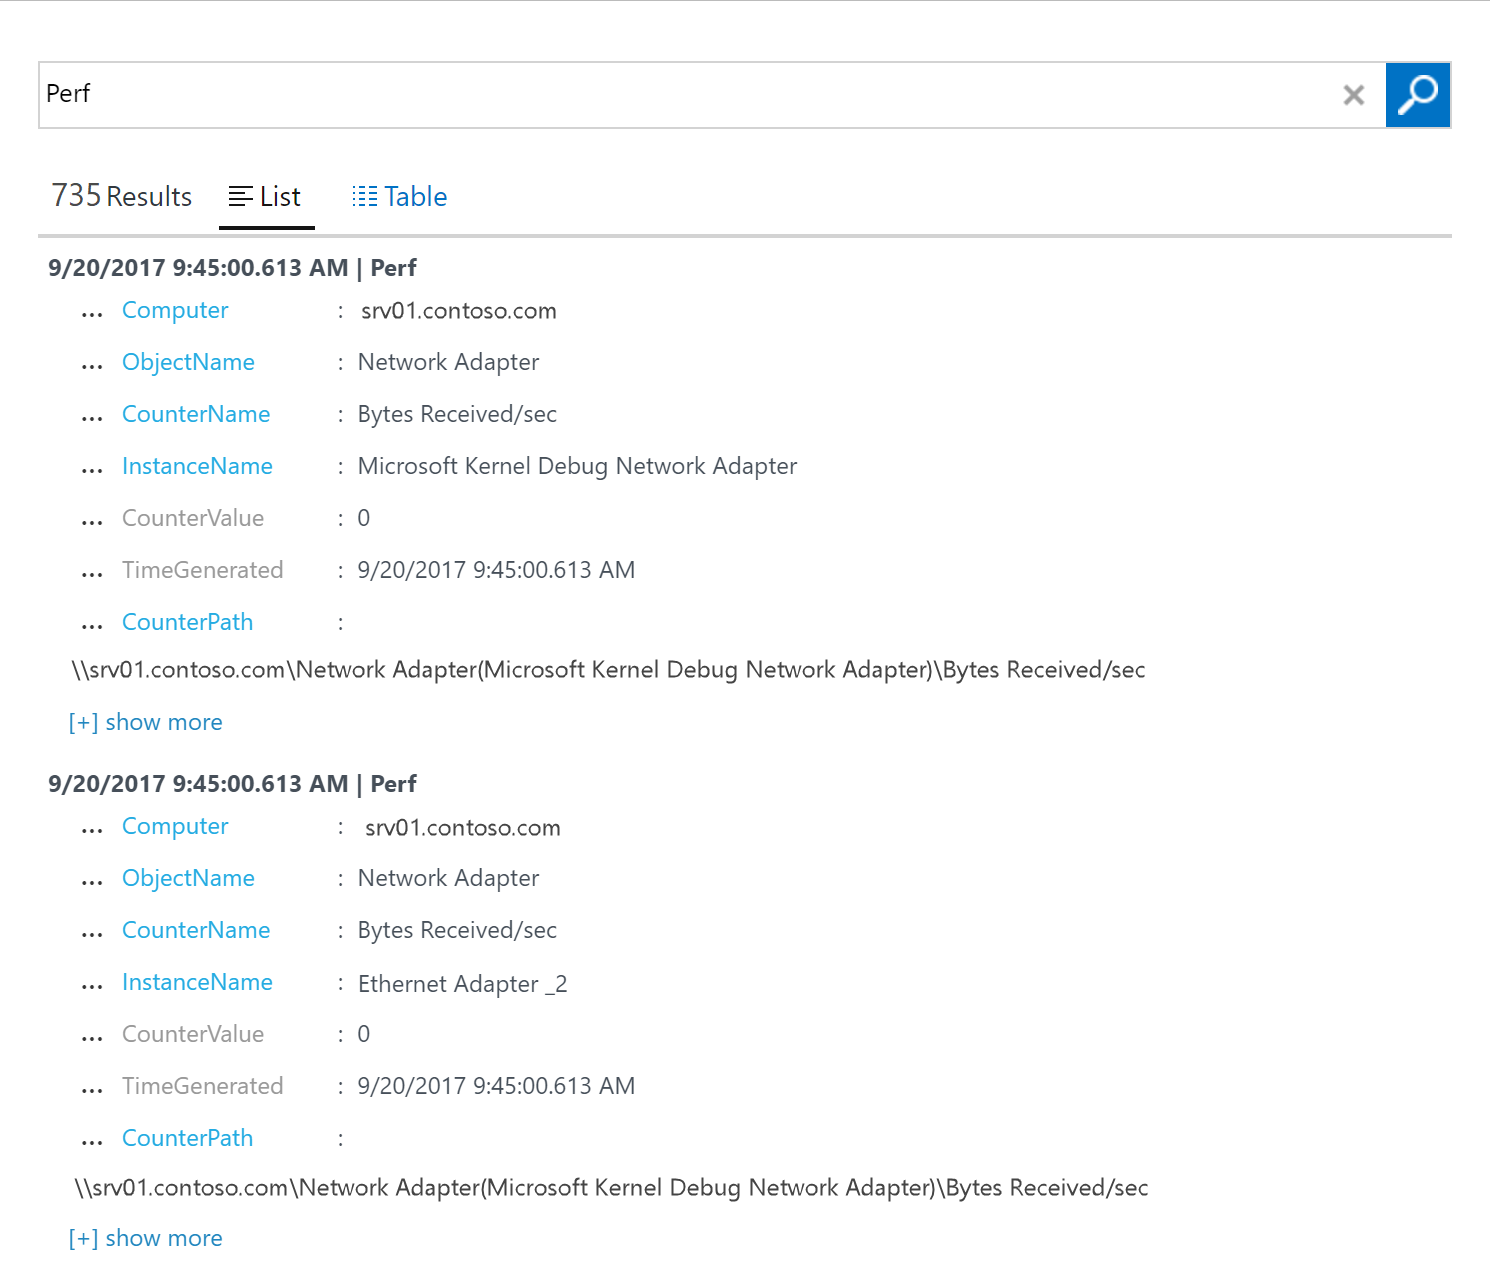 Perf
735 Results List Table
9/20/2017 9:45:00.613 AM | Perf
... Computer : srv01.contoso.com
... ObjectName : Network Adapter
... CounterName : Bytes Received/sec
... InstanceName : Microsoft Kernel Debug Network Adapter
... CounterValue : 0
... TimeGenerated : 9/20/2017 9:45:00.613 AM
... CounterPath :
\\srv01.contoso.com\Network Adapter(Microsoft Kernel Debug Network Adapter)\Bytes Received/sec
[+] show more
9/20/2017 9:45:00.613 AM | Perf
... Computer : srv01.contoso.com
... ObjectName : Network Adapter
... CounterName : Bytes Received/sec
... InstanceName : Ethernet Adapter _2
... CounterValue : 0
... TimeGenerated : 9/20/2017 9:45:00.613 AM
... CounterPath :
\\srv01.contoso.com\Network Adapter(Microsoft Kernel Debug Network Adapter)\Bytes Received/sec
[+] show more